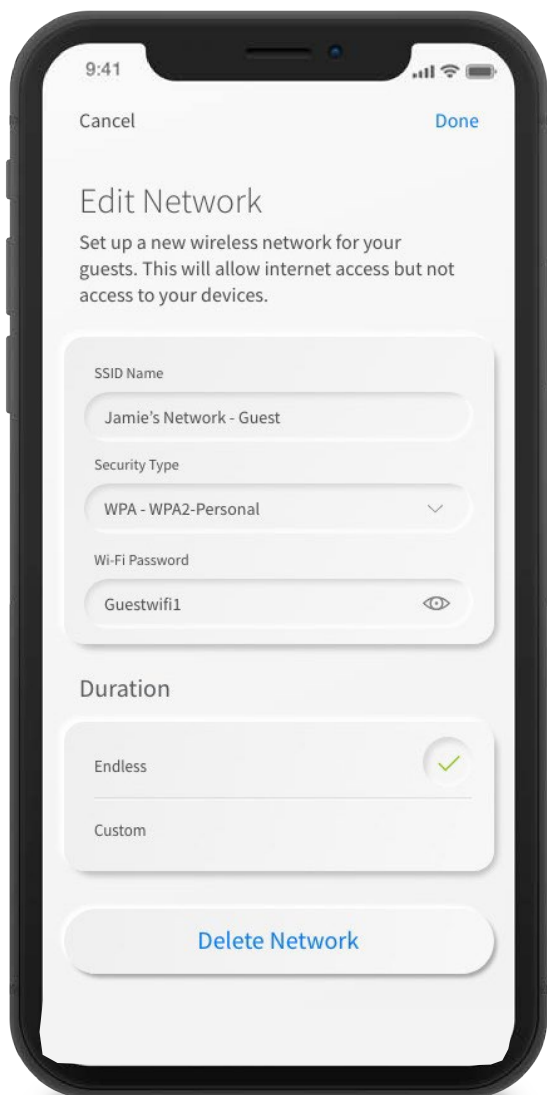 9:41
Cancel
Done
Edit Network
Set up a new wireless network for your
guests. This will allow internet access but not
access to your devices.
SSID Name
Jamie’s Network - Guest
Security Type
WPA - WPA2-Personal
Wi-Fi Password
Guestwifi1
Duration
Endless
Custom
Delete Network